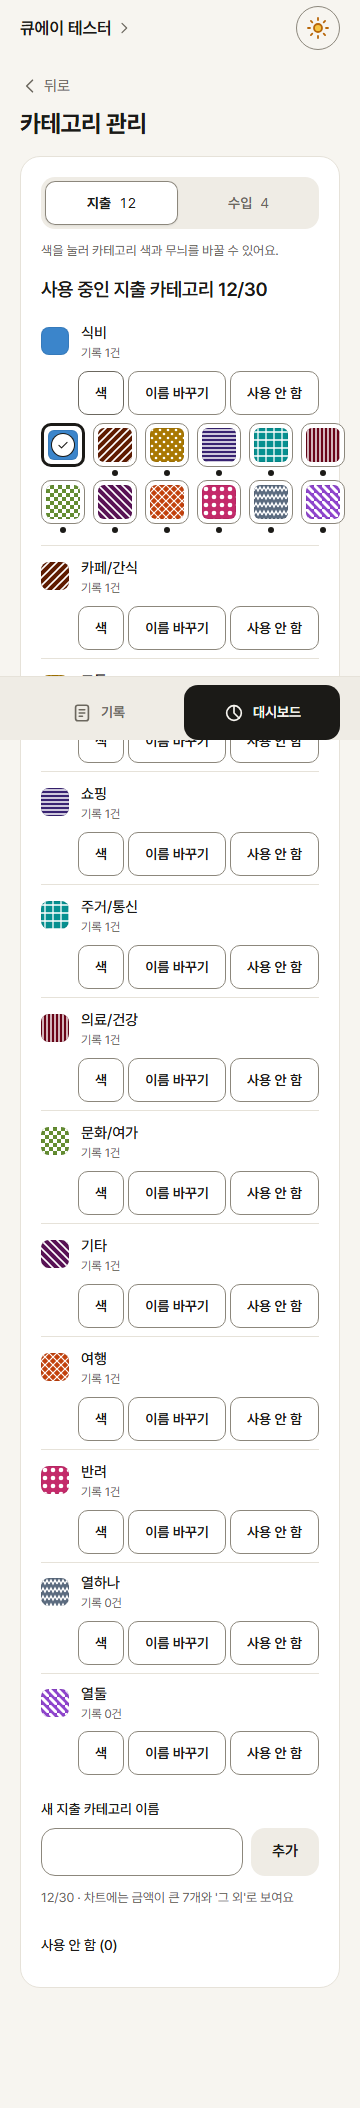 큐에이 테스터
뒤로
카테고리 관리
지출 12 수입 4
색을 눌러 카테고리 색과 무늬를 바꿀 수 있어요.
사용 중인 지출 카테고리 12/30
식비
기록 1건
색 이름 바꾸기 사용 안 함
카페/간식
기록 1건
색 이름 바꾸기 사용 안 함
기록 대시보드
색 이름 바꾸기 사용 안 함
쇼핑
기록 1건
색 이름 바꾸기 사용 안 함
주거/통신
기록 1건
색 이름 바꾸기 사용 안 함
의료/건강
기록 1건
색 이름 바꾸기 사용 안 함
문화/여가
기록 1건
색 이름 바꾸기 사용 안 함
기타
기록 1건
색 이름 바꾸기 사용 안 함
여행
기록 1건
색 이름 바꾸기 사용 안 함
반려
기록 1건
색 이름 바꾸기 사용 안 함
열하나
기록 0건
색 이름 바꾸기 사용 안 함
열둘
기록 0건
색 이름 바꾸기 사용 안 함
새 지출 카테고리 이름
추가
12/30 · 차트에는 금액이 큰 7개와 '그 외'로 보여요
사용 안 함 (0)